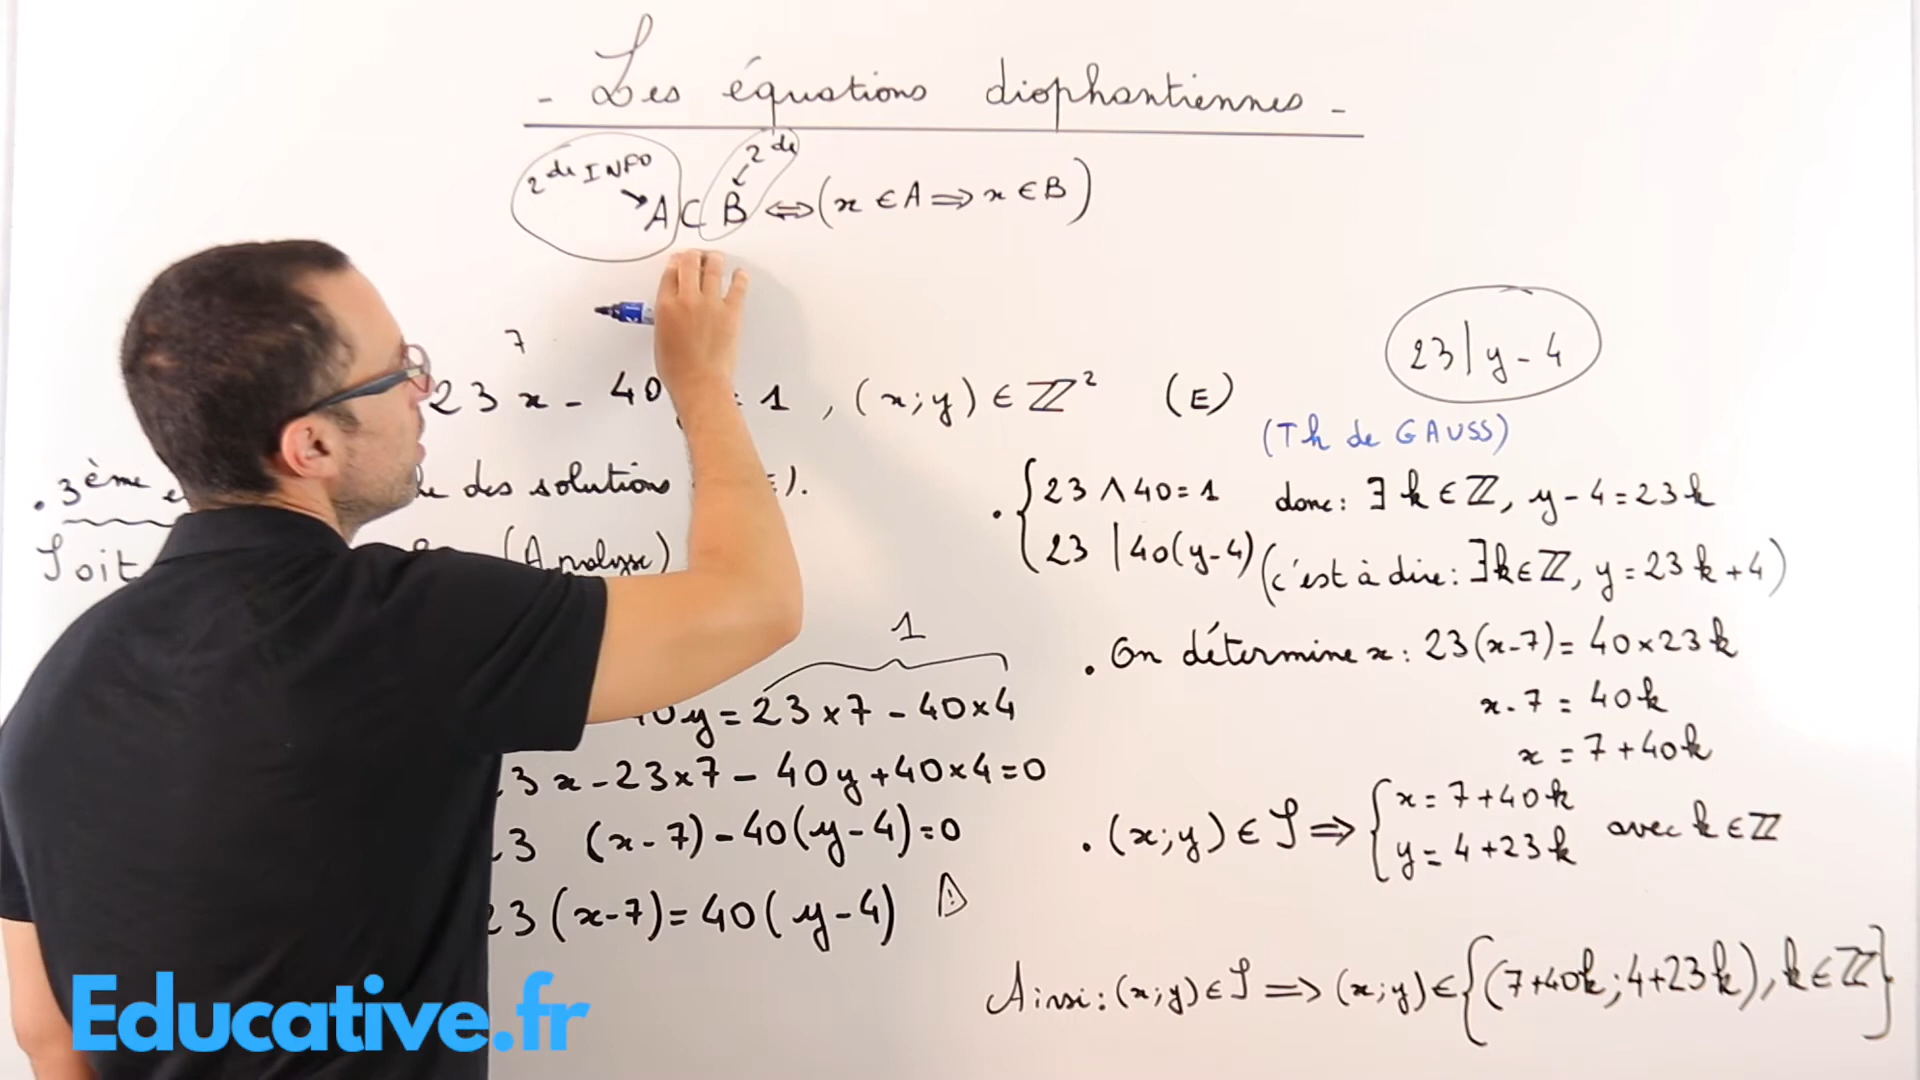 - Les équations diophantiennes -
2de INFO
2de
A ⊂ B ⇔ (x ∈ A ⇒ x ∈ B)
7
23x - 40 = 1 , (x;y) ∈ ℤ² (E)
23 | y - 4
(Th de GAUSS)
. 3ème des solutions
Soit (Analyse)
1
40y = 23×7 - 40×4
3x - 23×7 - 40y + 40×4 = 0
3 (x-7) - 40(y-4) = 0
23(x-7) = 40(y-4) ⚠
. { 23 ∧ 40 = 1 donc: ∃ k ∈ ℤ, y - 4 = 23k
23 | 40(y-4) (c'est à dire: ∃ k ∈ ℤ, y = 23k + 4)
. On détermine x: 23(x-7) = 40×23k
x - 7 = 40k
x = 7 + 40k
. (x;y) ∈ S ⇒ { x = 7 + 40k
y = 4 + 23k avec k ∈ ℤ
Ainsi: (x;y) ∈ S ⇒ (x;y) ∈ {(7+40k; 4+23k), k ∈ ℤ}
Educative.fr